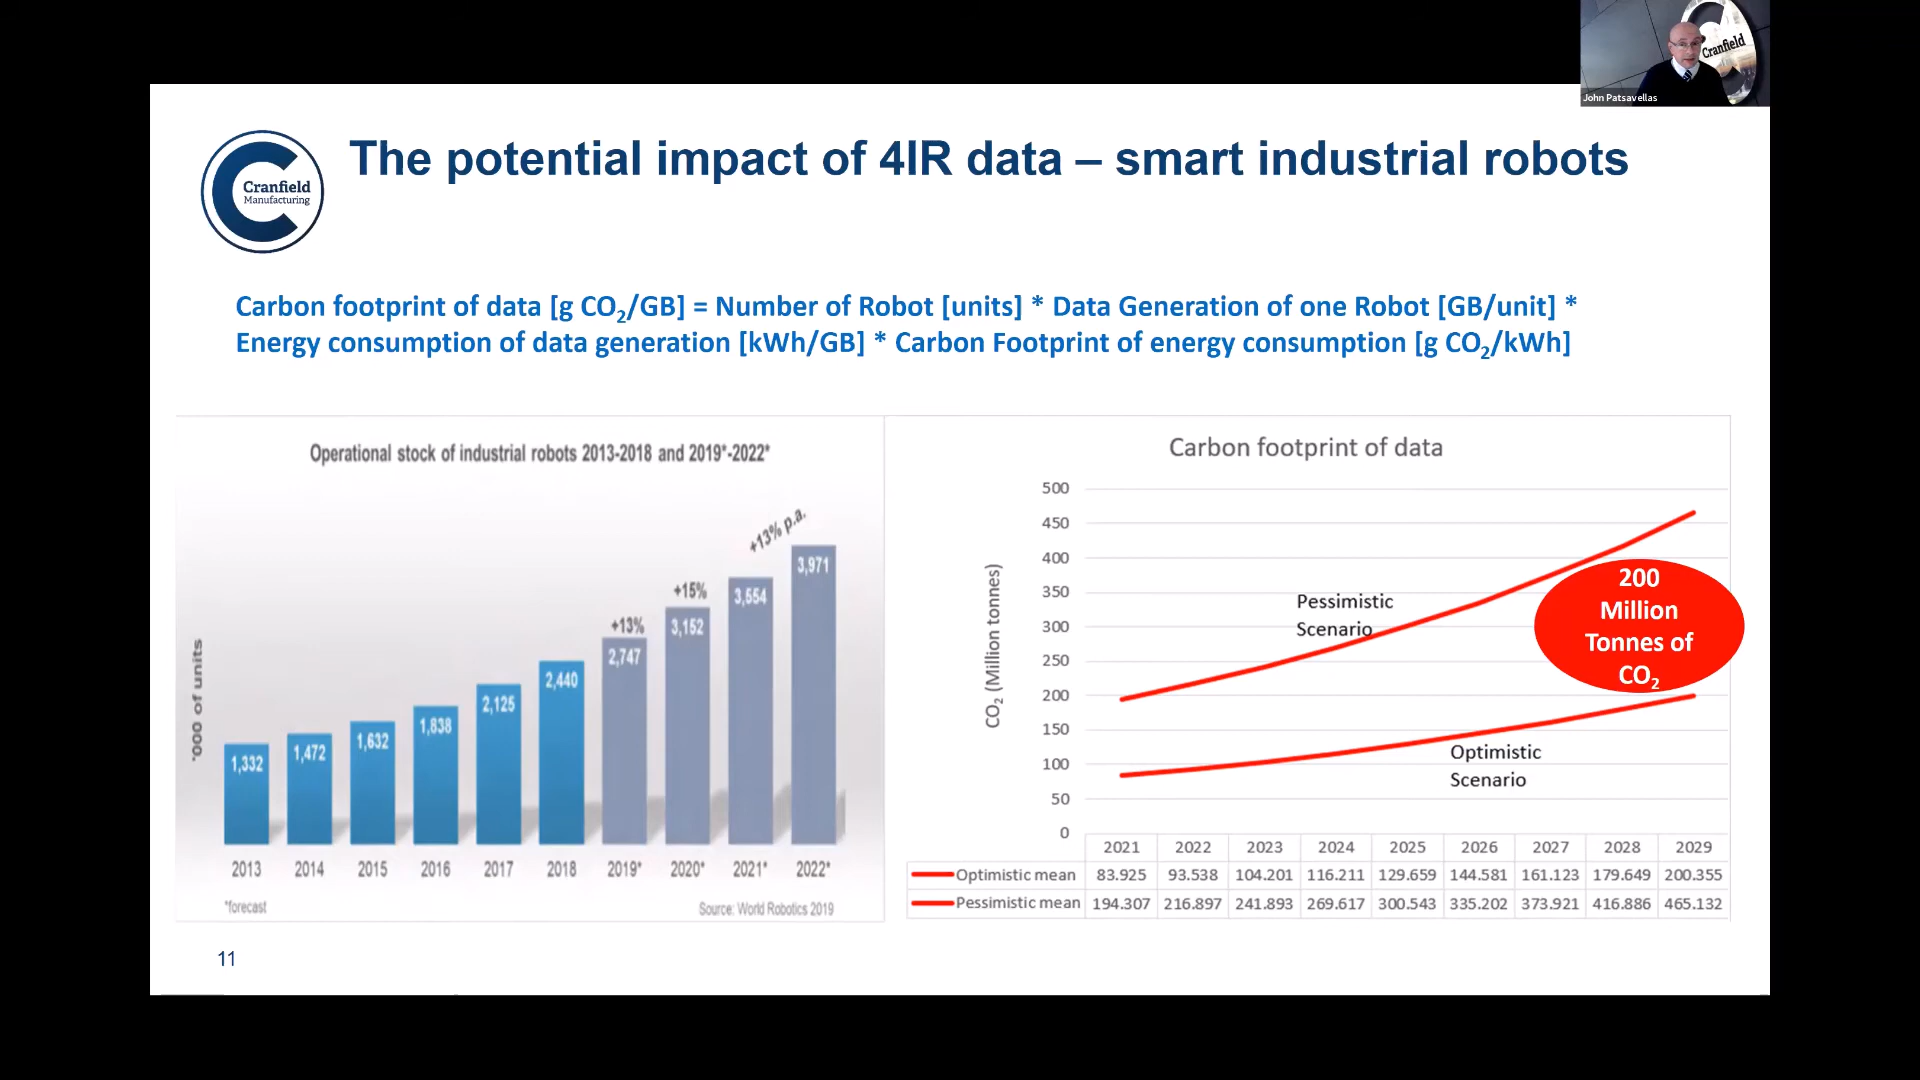 Cranfield
John Patsavellas
Cranfield
Manufacturing
The potential impact of 4IR data – smart industrial robots
Carbon footprint of data [g CO₂/GB] = Number of Robot [units] * Data Generation of one Robot [GB/unit] *
Energy consumption of data generation [kWh/GB] * Carbon Footprint of energy consumption [g CO₂/kWh]
Operational stock of industrial robots 2013-2018 and 2019*-2022*
'000 of units
+13%
+15%
+13% p.a.
1,332
1,472
1,632
1,838
2,125
2,440
2,747
3,152
3,554
3,971
2013
2014
2015
2016
2017
2018
2019*
2020*
2021*
2022*
*forecast
Source: World Robotics 2019
Carbon footprint of data
CO₂ (Million tonnes)
500
450
400
350
300
250
200
150
100
50
0
Pessimistic
Scenario
200
Million
Tonnes of
CO₂
Optimistic
Scenario
2021 2022 2023 2024 2025 2026 2027 2028 2029
Optimistic mean 83.925 93.538 104.201 116.211 129.659 144.581 161.123 179.649 200.355
Pessimistic mean 194.307 216.897 241.893 269.617 300.543 335.202 373.921 416.886 465.132
11